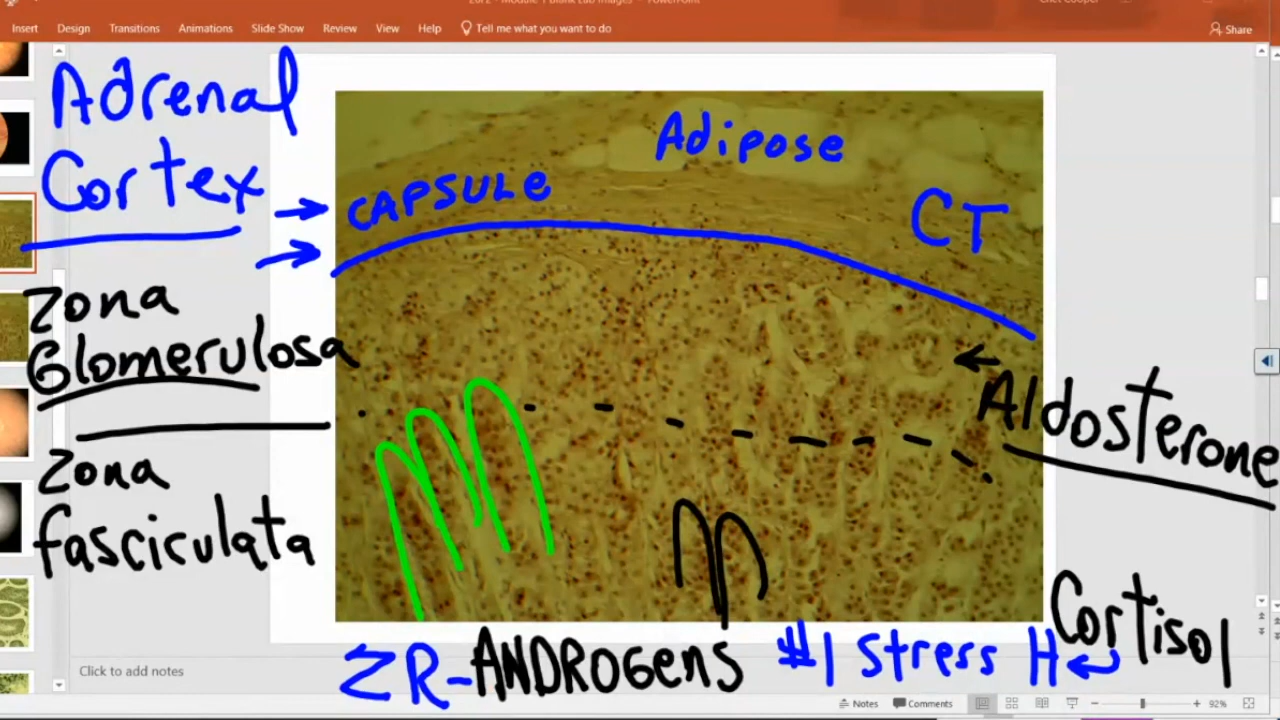 Insert Design Transitions Animations Slide Show Review View Help Tell me what you want to do Share
Adrenal
Cortex
Adipose
CAPSULe
CT
Zona
Glomerulosa
Aldosterone
Zona
fasciculata
Cortisol
ZR-ANDROGeNS
#1 Stress H
Click to add notes
Notes Comments 92%